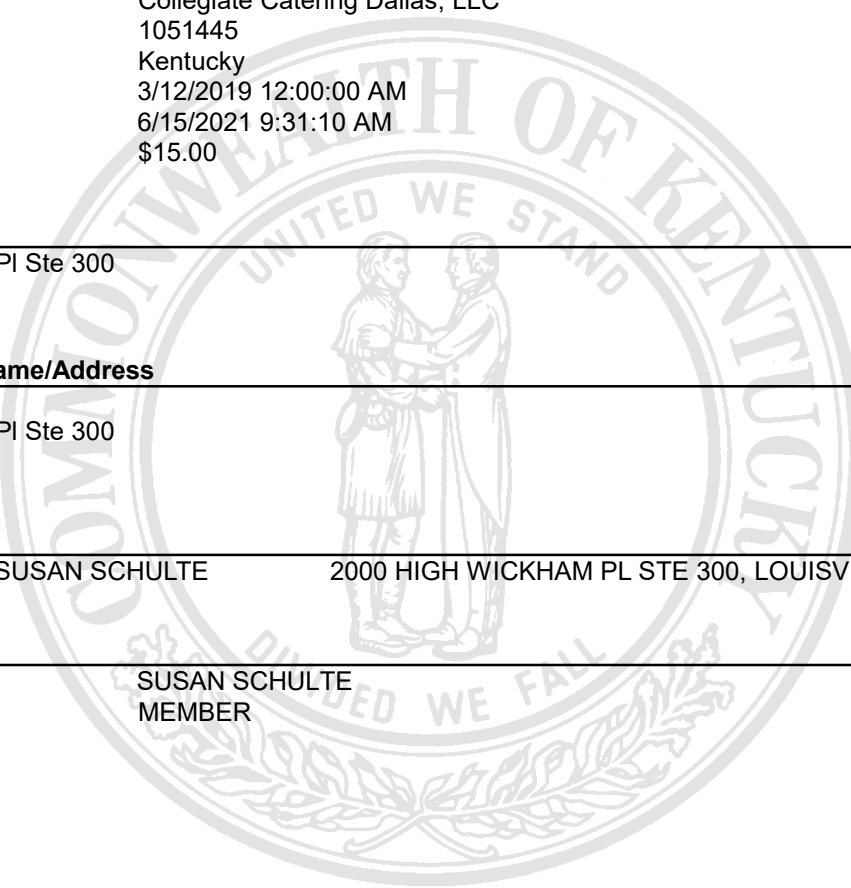 Collegiate Catering Dallas, LLC
1051445
Kentucky
3/12/2019 12:00:00 AM
6/15/2021 9:31:10 AM
$15.00
Pl Ste 300
ame/Address
Pl Ste 300
SUSAN SCHULTE 2000 HIGH WICKHAM PL STE 300, LOUISV
SUSAN SCHULTE
MEMBER
COMMONWEALTH OF KENTUCKY
UNITED WE STAND
DIVIDED WE FALL